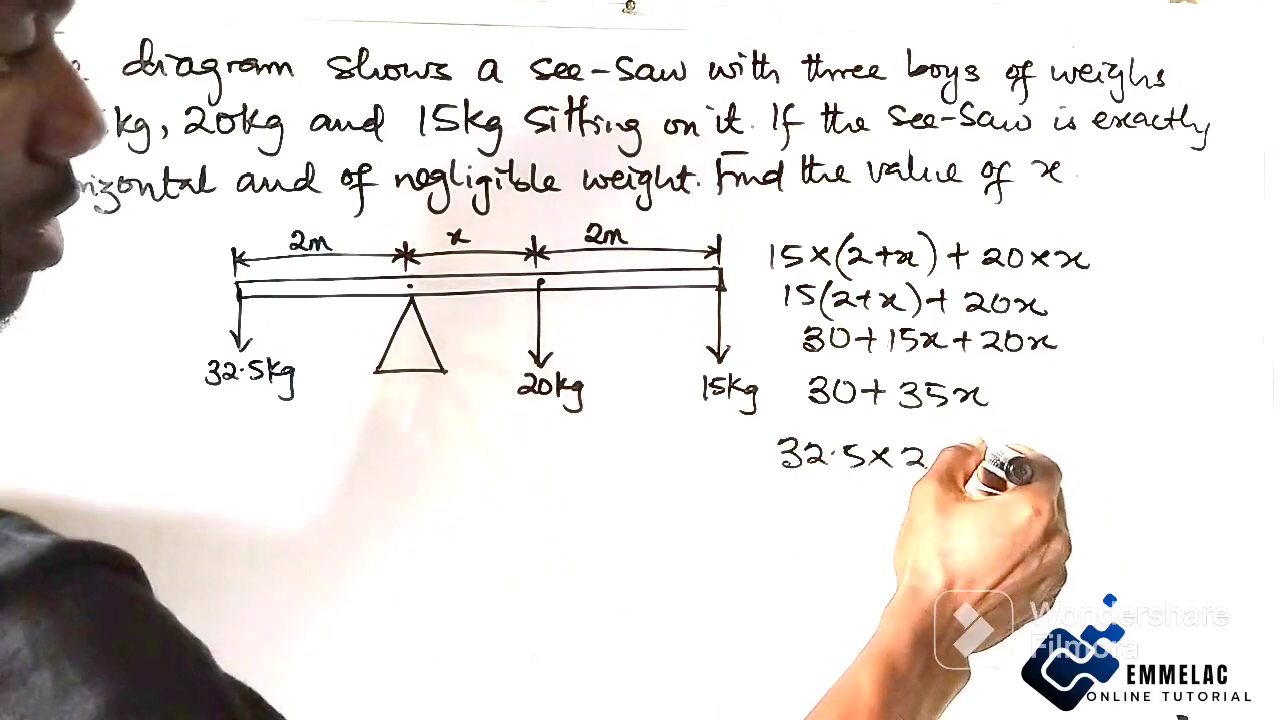 diagram shows a see-saw with three boys of weighs
kg, 20kg and 15kg sitting on it. If the see-saw is exactly
rizontal and of negligible weight. Find the value of x
2m x 2m
32.5kg 20kg 15kg
15×(2+x)+20×x
15(2+x)+20x
30+15x+20x
30+35x
32.5×2
Wondershare
Filmora
EMMELAC
ONLINE TUTORIAL